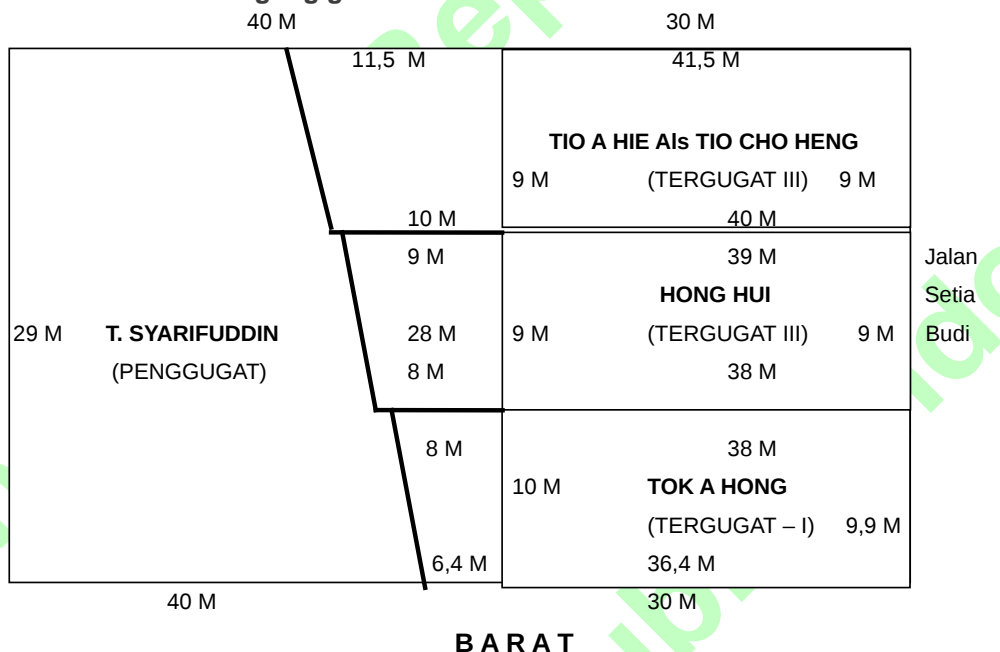 40 M 30 M
11,5 M 41,5 M
TIO A HIE Als TIO CHO HENG
9 M (TERGUGAT III) 9 M
10 M 40 M
9 M 39 M Jalan
HONG HUI Setia
29 M T. SYARIFUDDIN 28 M 9 M (TERGUGAT III) 9 M Budi
(PENGGUGAT) 8 M 38 M
8 M 38 M
10 M TOK A HONG
(TERGUGAT – I) 9,9 M
6,4 M 36,4 M
40 M 30 M
BARAT